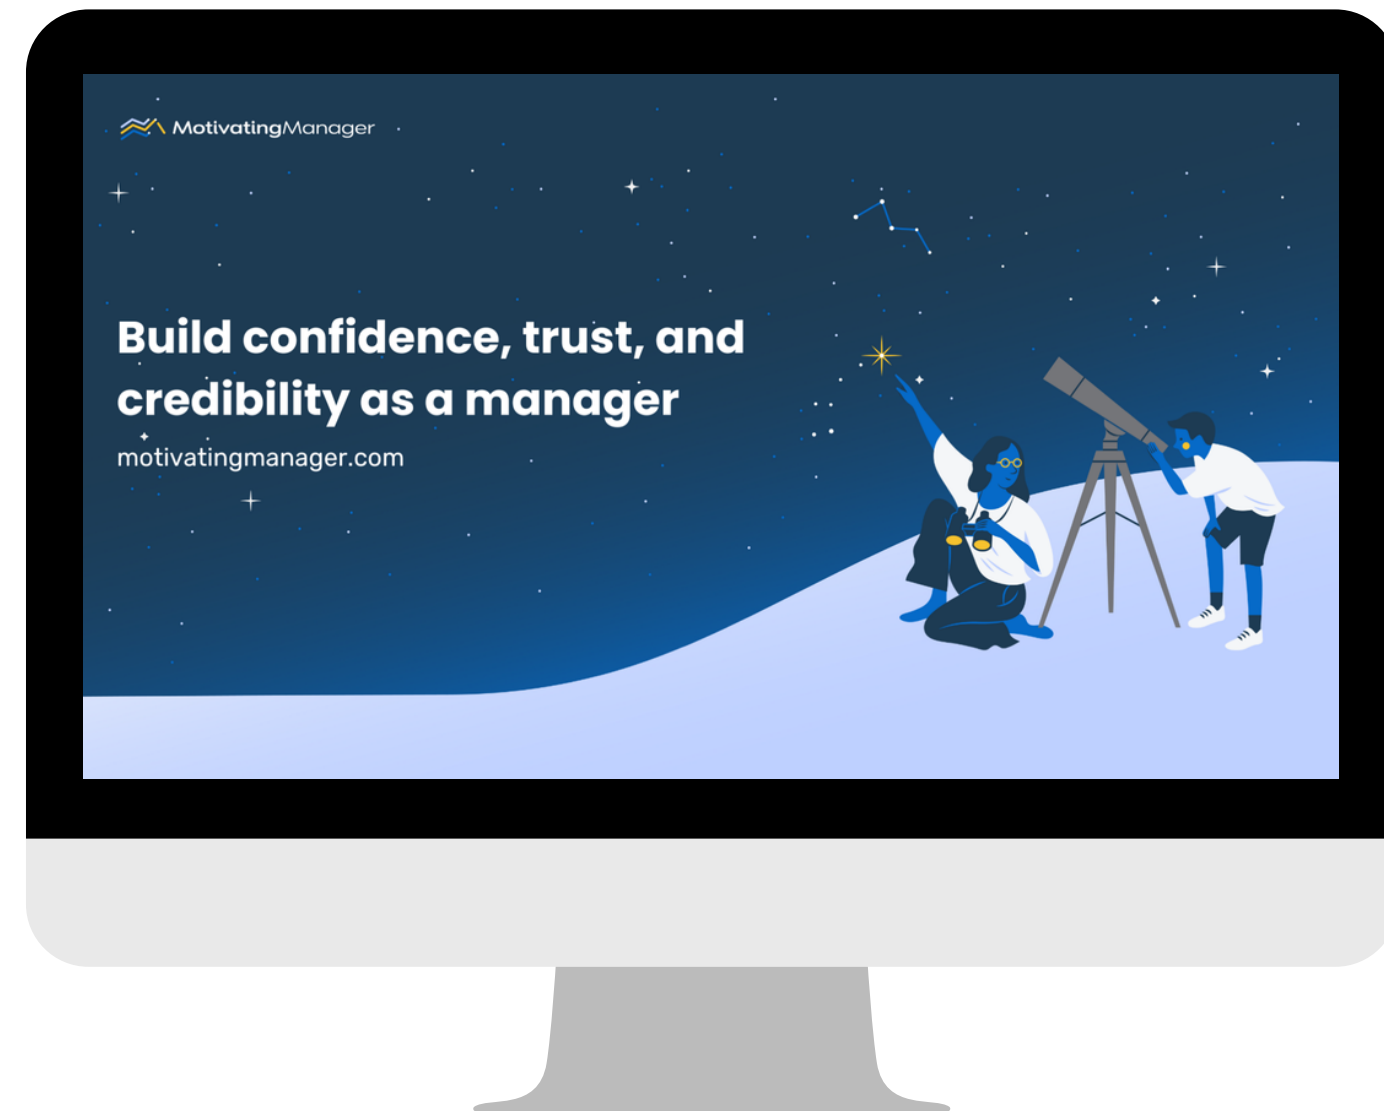 MotivatingManager
Build confidence, trust, and
credibility as a manager
motivatingmanager.com